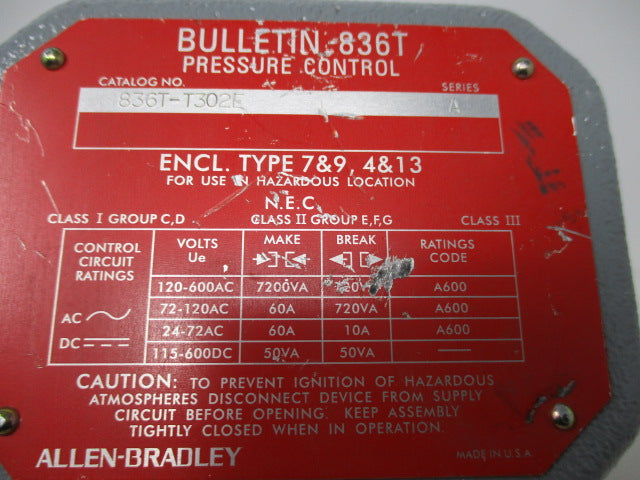 BULLETIN 836T
PRESSURE CONTROL
CATALOG NO. SERIES
836T-T302E A
ENCL. TYPE 7&9, 4&13
FOR USE IN HAZARDOUS LOCATION
N.E.C.
CLASS I GROUP C,D CLASS II GROUP E,F,G CLASS III
CONTROL CIRCUIT RATINGS VOLTS Ue MAKE BREAK RATINGS CODE
120-600AC 7200VA 720VA A600
AC 72-120AC 60A 720VA A600
24-72AC 60A 10A A600
DC 115-600DC 50VA 50VA
CAUTION: TO PREVENT IGNITION OF HAZARDOUS
ATMOSPHERES DISCONNECT DEVICE FROM SUPPLY
CIRCUIT BEFORE OPENING. KEEP ASSEMBLY
TIGHTLY CLOSED WHEN IN OPERATION.
ALLEN-BRADLEY MADE IN U.S.A.